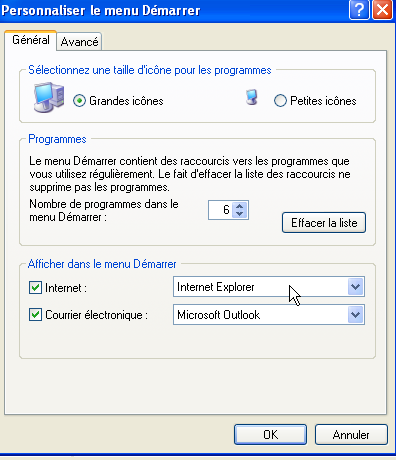 Personnaliser le menu Démarrer
Général
Avancé
Sélectionnez une taille d'icône pour les programmes
Grandes icônes
Petites icônes
Programmes
Le menu Démarrer contient des raccourcis vers les programmes que
vous utilisez régulièrement. Le fait d'effacer la liste des raccourcis ne
supprime pas les programmes.
Nombre de programmes dans le
menu Démarrer :
6
Effacer la liste
Afficher dans le menu Démarrer
Internet :
Internet Explorer
Courrier électronique :
Microsoft Outlook
OK
Annuler